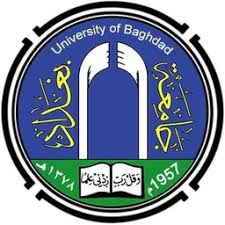 University of Baghdad
جامعة
بغداد
وقل رب زدني علما
١٣٧٨هـ
1957م